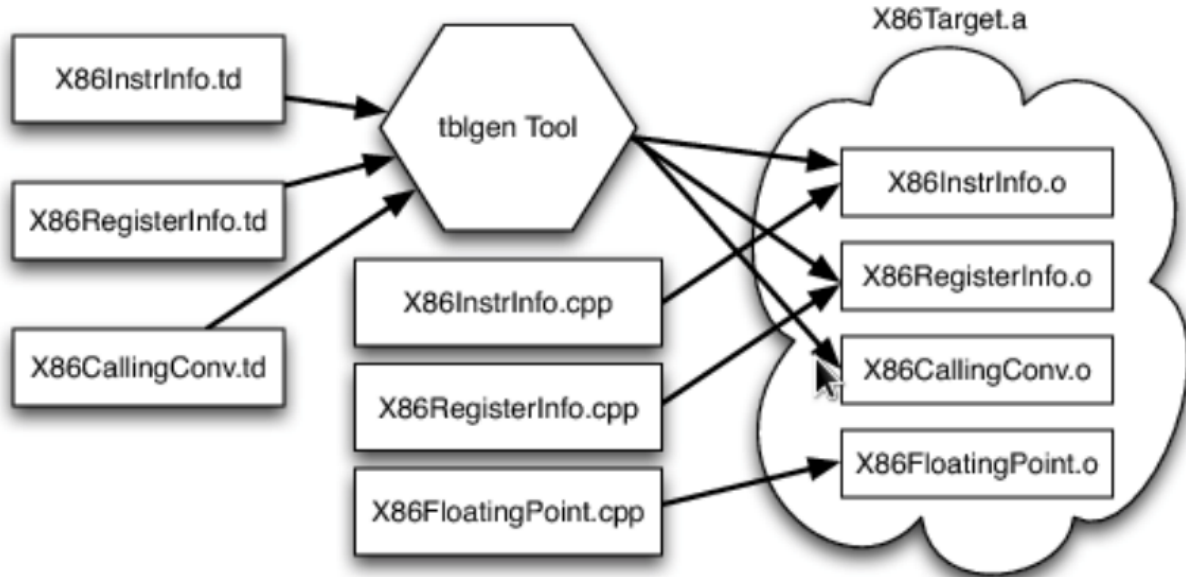 X86Target.a
X86InstrInfo.td
tblgen Tool
X86InstrInfo.o
X86RegisterInfo.td
X86RegisterInfo.o
X86InstrInfo.cpp
X86CallingConv.td
X86CallingConv.o
X86RegisterInfo.cpp
X86FloatingPoint.o
X86FloatingPoint.cpp